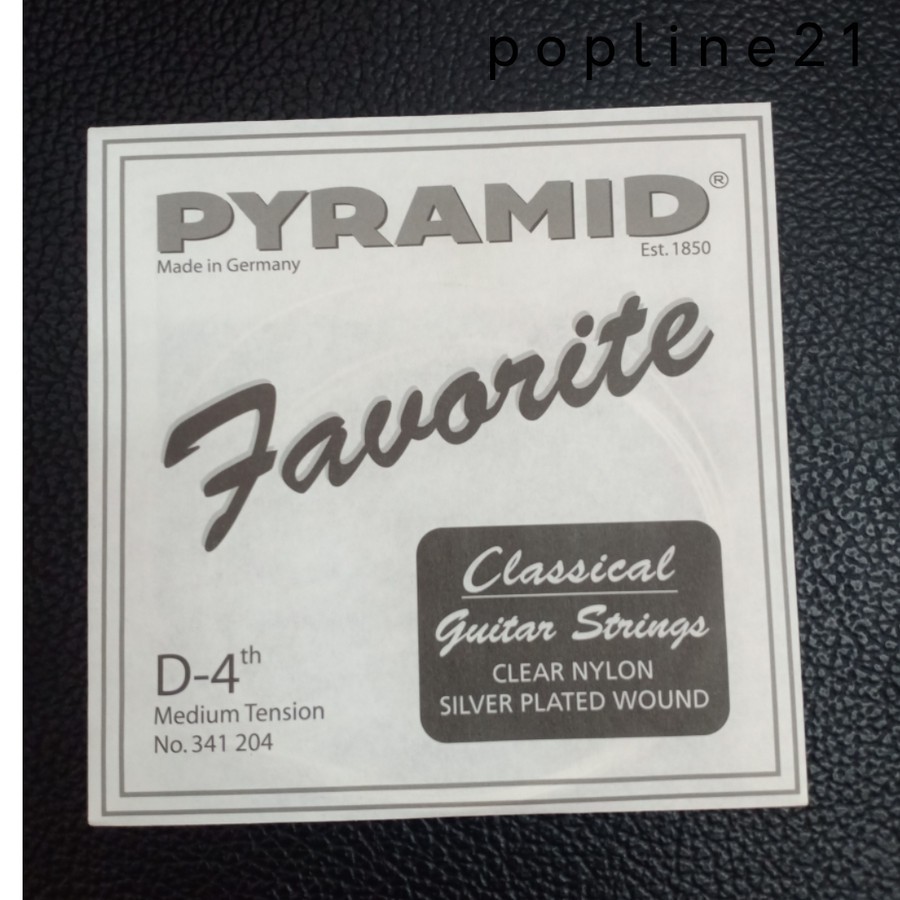 popline21
PYRAMID®
Made in Germany
Est. 1850
Favorite
Classical
Guitar Strings
CLEAR NYLON
SILVER PLATED WOUND
D-4th
Medium Tension
No. 341 204